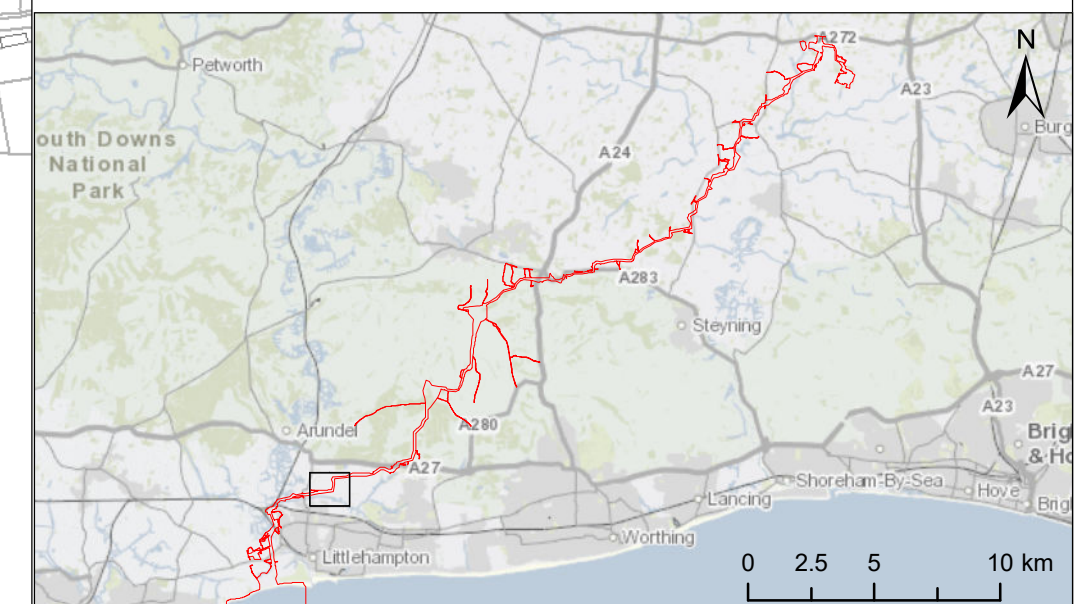 A272
N
Petworth
A23
Burg
outh Downs
National
Park
A24
A283
Steyning
A27
A23
Arundel
A280
Brig
& Ho
A27
Lancing
Shoreham-By-Sea
Hove
Brig
Worthing
Littlehampton
0 2.5 5 10 km